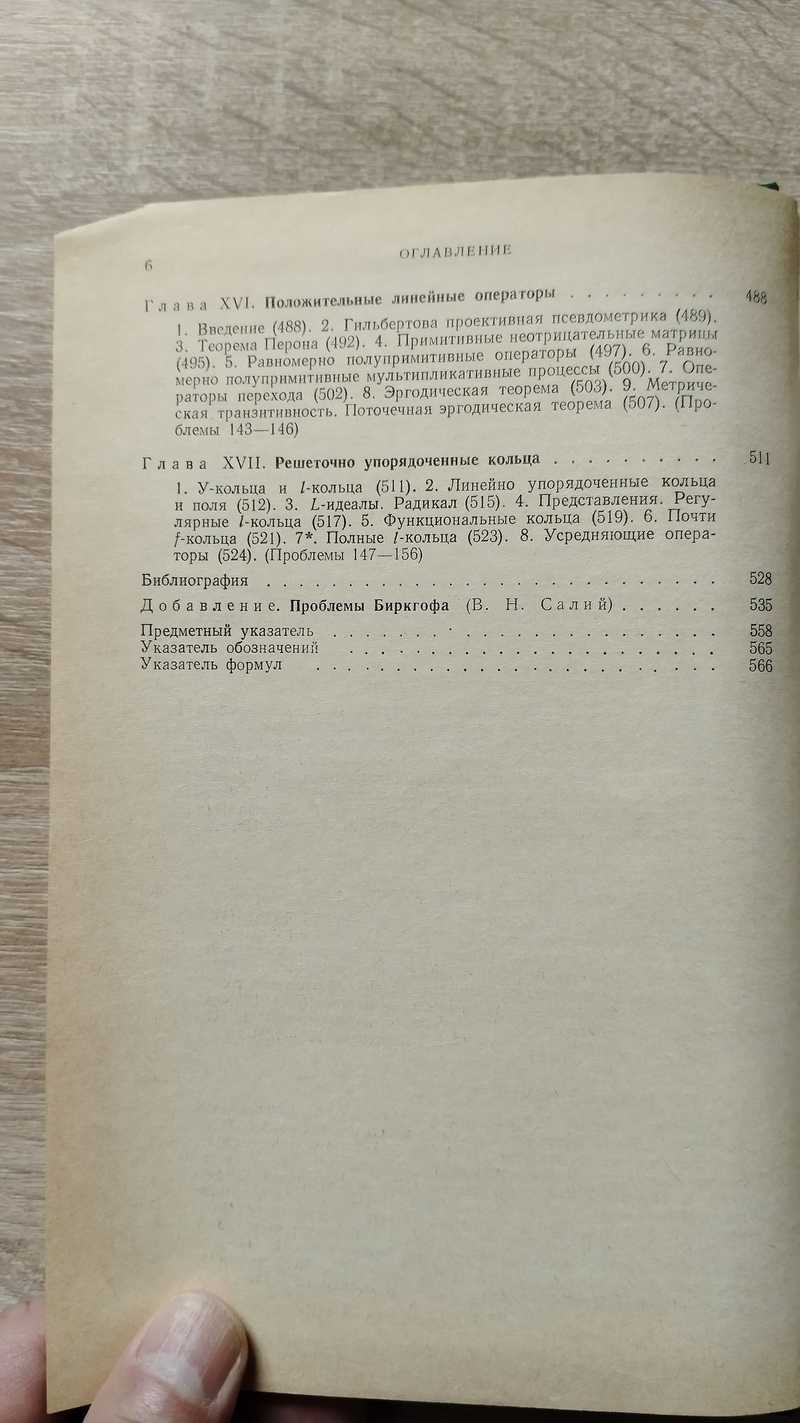 6
ОГЛАВЛЕНИЕ
Глава XVI. Положительные линейные операторы . . . . . . . . . 488
1. Введение (488). 2. Гильбертова проективная псевдометрика (489).
3. Теорема Перона (492). 4. Примитивные неотрицательные матрицы
(495). 5. Равномерно полупримитивные операторы (497). 6. Равно-
мерно полупримитивные мультипликативные процессы (500). 7. Опе-
раторы перехода (502). 8. Эргодическая теорема (503). 9. Метриче-
ская транзитивность. Поточечная эргодическая теорема (507). (Про-
блемы 143—146)
Глава XVII. Решеточно упорядоченные кольца . . . . . . . . . . 511
1. У-кольца и l-кольца (511). 2. Линейно упорядоченные кольца
и поля (512). 3. L-идеалы. Радикал (515). 4. Представления. Регу-
лярные l-кольца (517). 5. Функциональные кольца (519). 6. Почти
f-кольца (521). 7*. Полные l-кольца (523). 8. Усредняющие опера-
торы (524). (Проблемы 147—156)
Библиография . . . . . . . . . . . . . . . . . . . . . . . 528
Добавление. Проблемы Биркгофа (В. Н. Салий) . . . . . . 535
Предметный указатель . . . . . . . . . . . . . . . . . . . . 558
Указатель обозначений . . . . . . . . . . . . . . . . . . . 565
Указатель формул . . . . . . . . . . . . . . . . . . . . . 566